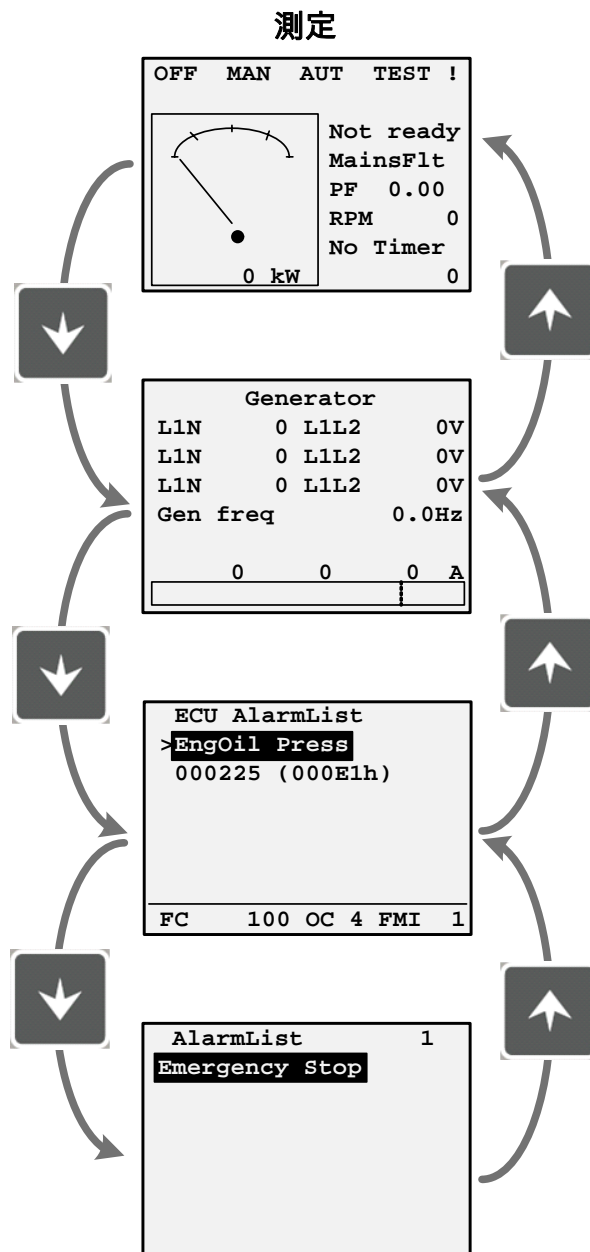 測定
OFF MAN AUT TEST !
Not ready
MainsFlt
PF 0.00
RPM 0
No Timer
0 kW 0
Generator
L1N 0 L1L2 0V
L1N 0 L1L2 0V
L1N 0 L1L2 0V
Gen freq 0.0Hz
0 0 0 A
ECU AlarmList
>EngOil Press
000225 (000E1h)
FC 100 OC 4 FMI 1
AlarmList 1
Emergency Stop